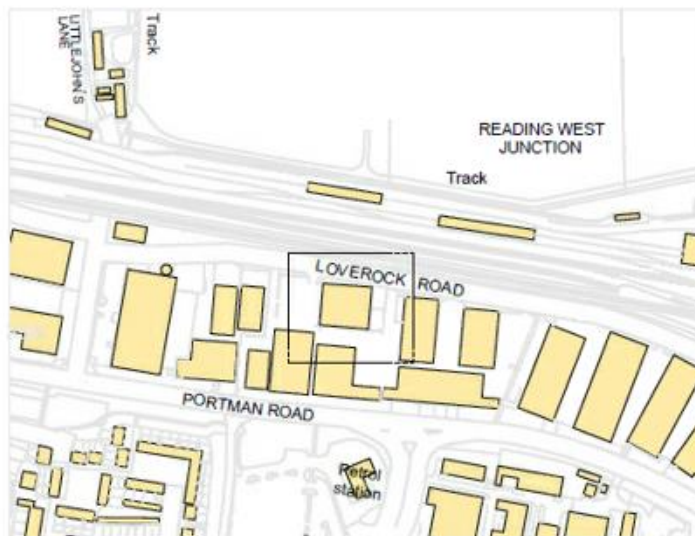 LITTLEJOHN'S
LANE
Track
READING WEST
JUNCTION
Track
LOVEROCK ROAD
PORTMAN ROAD
Petrol
station